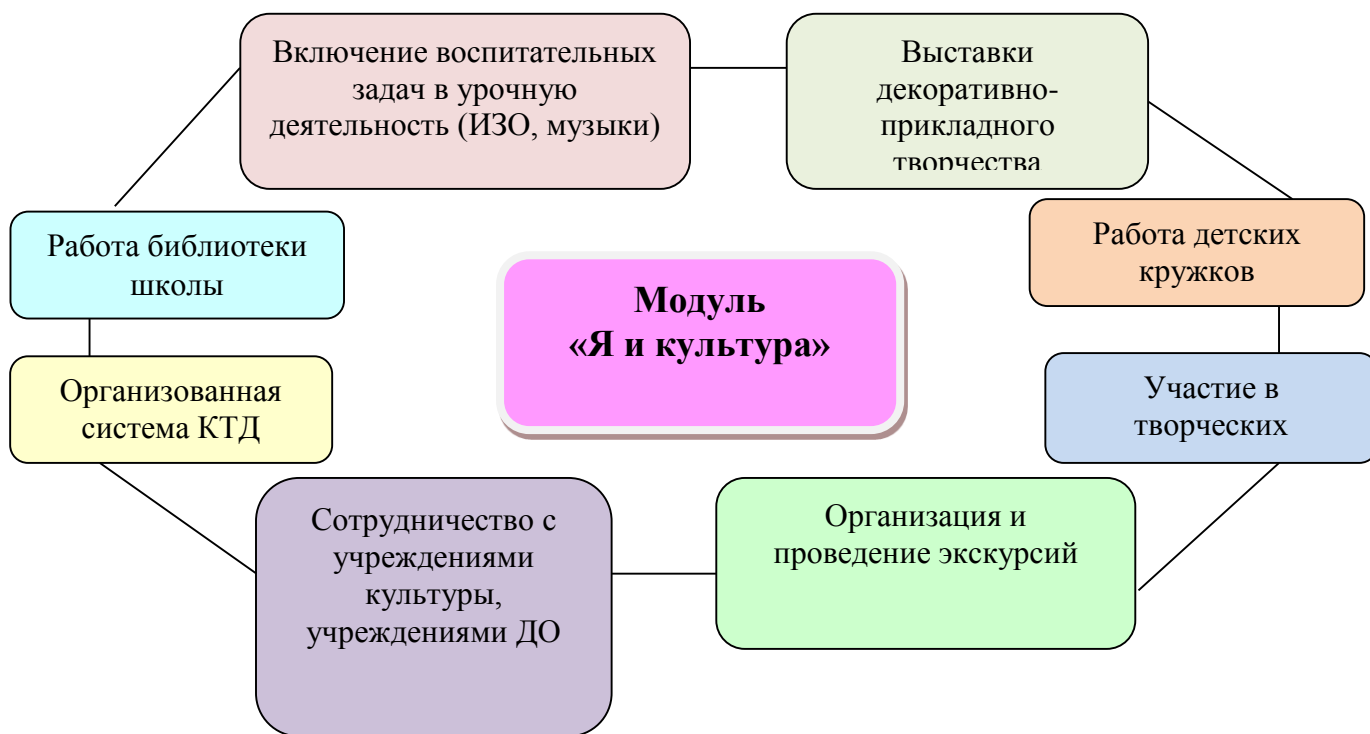 Включение воспитательных
задач в урочную
деятельность (ИЗО, музыки)
Выставки
декоративно-
прикладного
творчества
Работа библиотеки
школы
Работа детских
кружков
Модуль
«Я и культура»
Организованная
система КТД
Участие в
творческих
Сотрудничество с
учреждениями
культуры,
учреждениями ДО
Организация и
проведение экскурсий